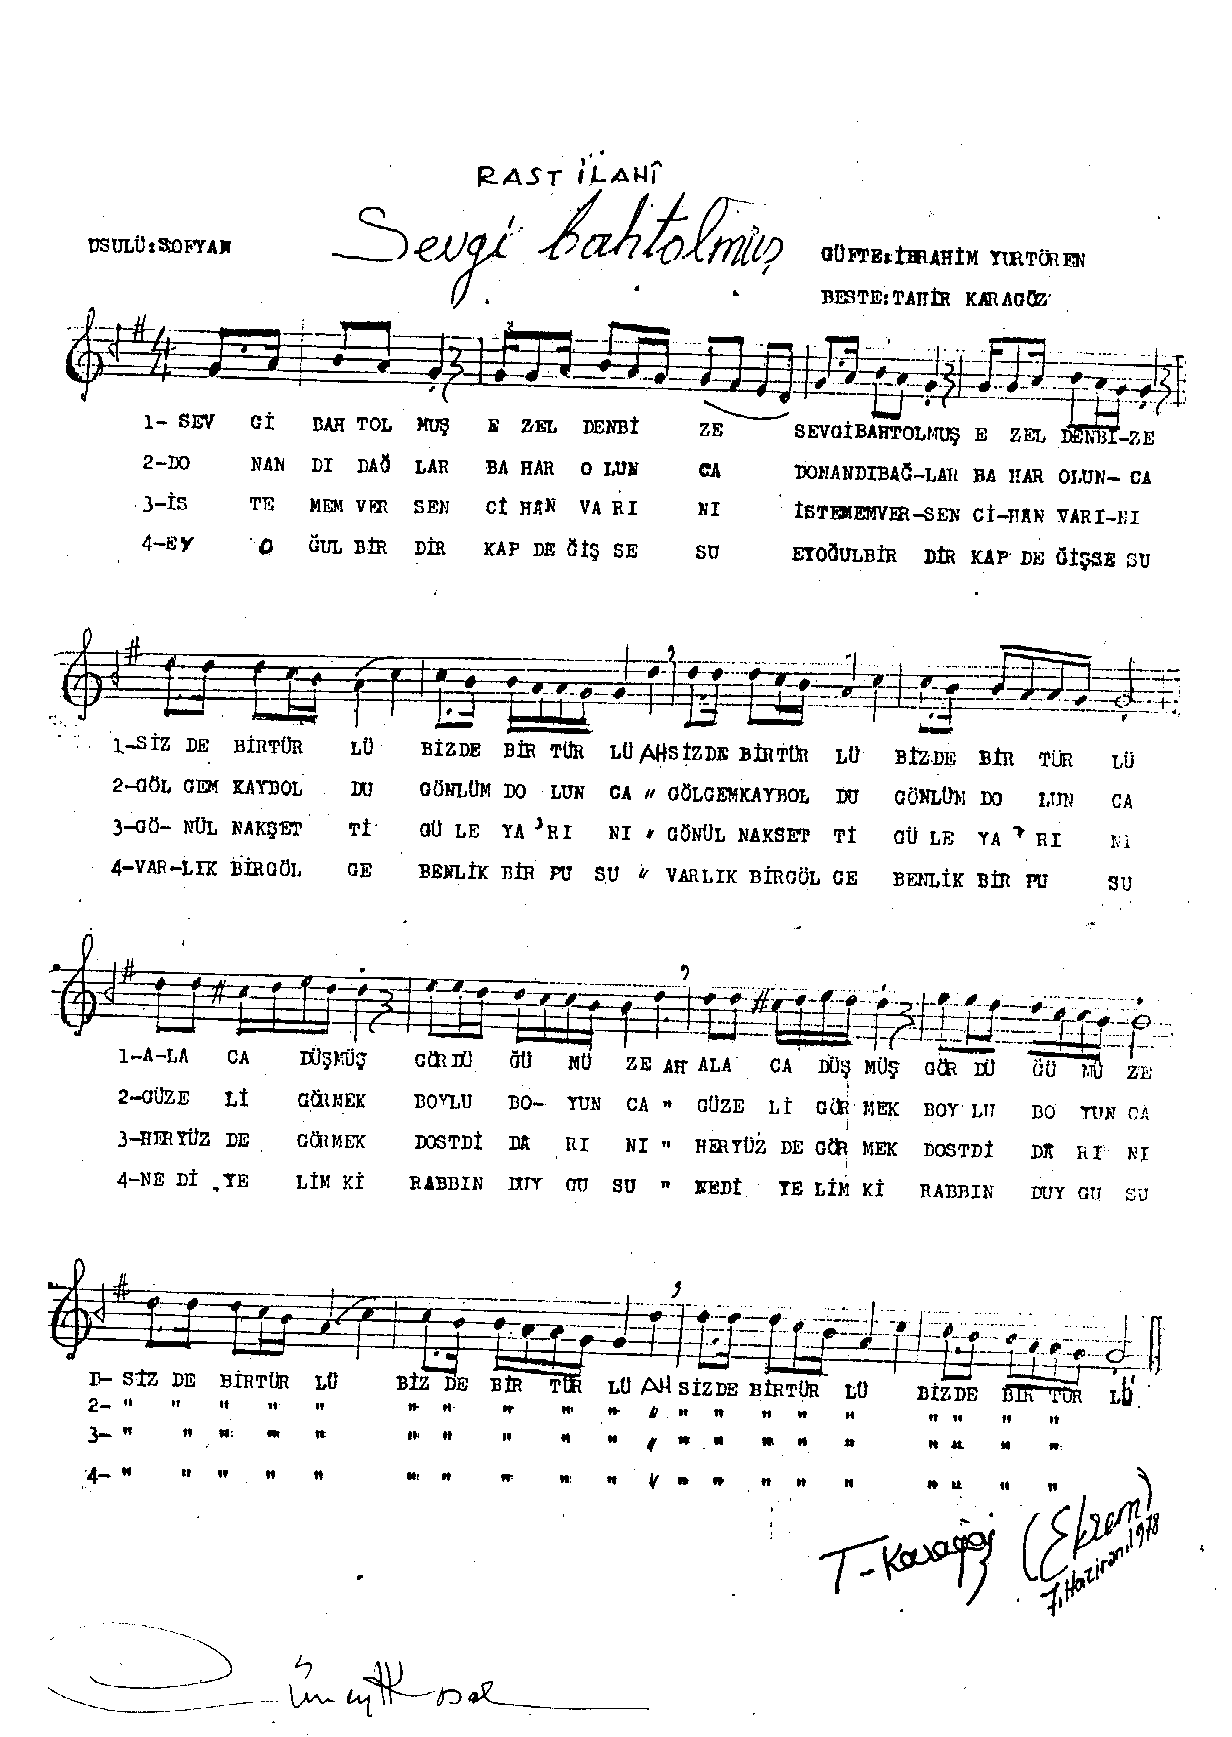 RAST İLAHÎ
USULÜ:SOFYAN
Sevgi bahtolmuş
GÜFTE:İBRAHİM YURTÖREN
BESTE:TAHİR KARAGÖZ
1- SEV Gİ BAH TOL MUŞ E ZEL DENBİ ZE SEVGİBAHTOLMUŞ E ZEL DENBİ-ZE
2-DO NAN DI DAĞ LAR BA HAR O LUN CA DONANDIBAĞ-LAR BA HAR OLUN-CA
3-İS TE MEM VER SEN Cİ HAN VA RI NI İSTEMEMVER-SEN Cİ-HAN VARI-NI
4-EY O ĞUL BİR DİR KAP DE ĞİŞ SE SU EYOĞULBİR DİR KAP DE ĞİŞSE SU
1-SİZ DE BİRTÜR LÜ BİZDE BİR TÜR LÜ AHSİZDE BİRTÜR LÜ BİZDE BİR TÜR LÜ
2-GÖL GEM KAYBOL DU GÖNLÜM DO LUN CA " GÖLGEMKAYBOL DU GÖNLÜM DO LUN CA
3-GÖ- NÜL NAKŞET Tİ GÜ LE YA'RI NI " GÖNÜL NAKSET Tİ GÜ LE YA ' RI NI
4-VAR-LIK BİRGÖL GE BENLİK BİR PU SU " VARLIK BİRGÖL GE BENLİK BİR PU SU
1-A-LA CA DÜŞMÜŞ GÖRDÜ ĞÜ MÜ ZE AH ALA CA DÜŞ MÜŞ GÖR DÜ ĞÜ MÜ ZE
2-GÜZE Lİ GÖRMEK BOYLU BO- YUN CA " GÜZE Lİ GÖR MEK BOY LU BO YUN CA
3-HERYÜZ DE GÖRMEK DOSTDİ DA RI NI " HERYÜZ DE GÖR MEK DOSTDİ DA RI NI
4-NE Dİ YE LİM Kİ RABBIN DUY GU SU " NEDİ YE LİM Kİ RABBIN DUY GU SU
1- SİZ DE BİRTÜR LÜ BİZ DE BİR TÜR LÜ AH SİZDE BİRTÜR LÜ BİZDE BİR TÜR LÜ
2- " " " " " " " " " " " " " " " " " " " "
3- " " " " " " " " " " " " " " " " " " " "
4- " " " " " " " " " " " " " " " " " " " "
T-Karagöz (Ekrem)
7.Haziran.1978